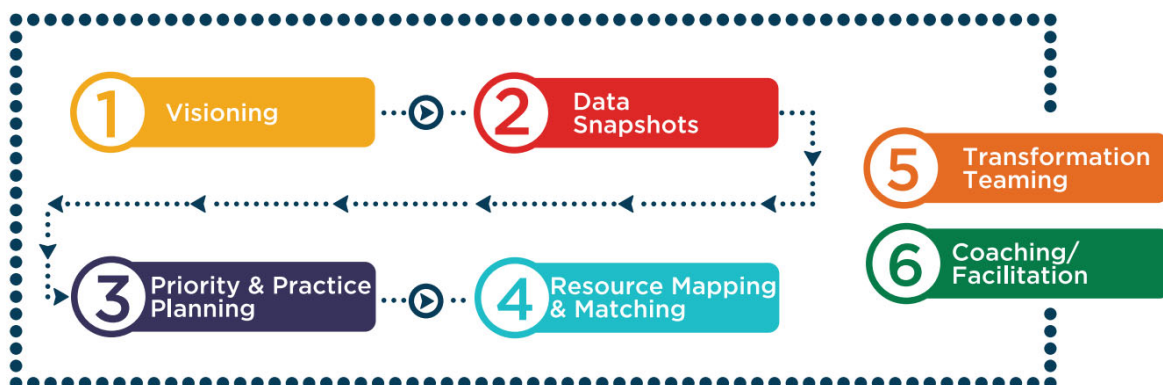 1
Visioning
2
Data
Snapshots
3
Priority & Practice
Planning
4
Resource Mapping
& Matching
5
Transformation
Teaming
6
Coaching/
Facilitation